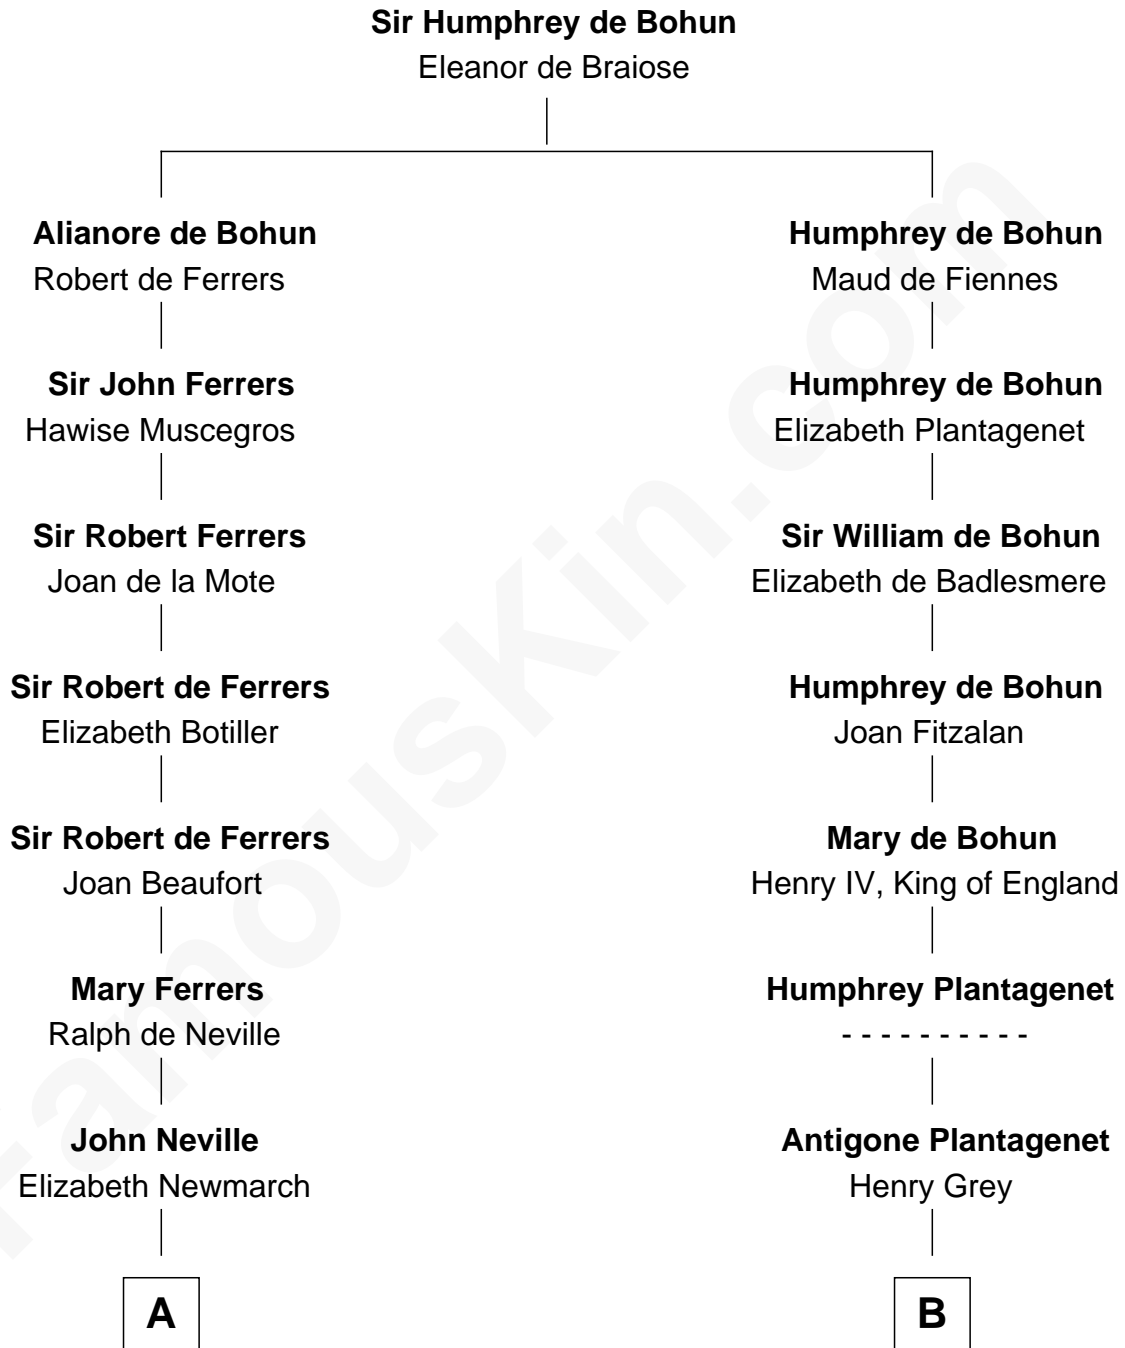 Sir Humphrey de Bohun
Eleanor de Braiose
Alianore de Bohun
Robert de Ferrers
Humphrey de Bohun
Maud de Fiennes
Sir John Ferrers
Hawise Muscegros
Humphrey de Bohun
Elizabeth Plantagenet
Sir Robert Ferrers
Joan de la Mote
Sir William de Bohun
Elizabeth de Badlesmere
Sir Robert de Ferrers
Elizabeth Botiller
Humphrey de Bohun
Joan Fitzalan
Sir Robert de Ferrers
Joan Beaufort
Mary de Bohun
Henry IV, King of England
Mary Ferrers
Ralph de Neville
Humphrey Plantagenet
- - - - - - - - - -
John Neville
Elizabeth Newmarch
Antigone Plantagenet
Henry Grey
A
B
FamousKin.com